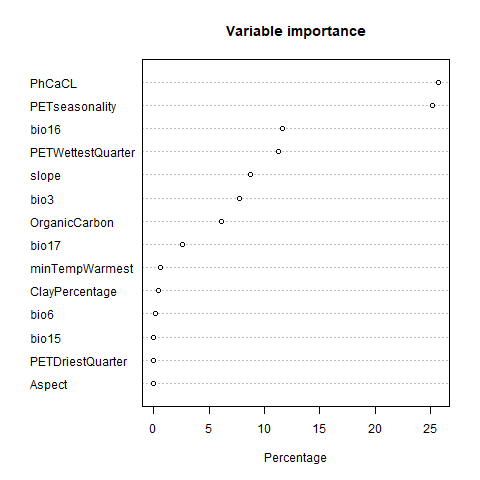 Variable importance
PhCaCL
PETseasonality
bio16
PETWettestQuarter
slope
bio3
OrganicCarbon
bio17
minTempWarmest
ClayPercentage
bio6
bio15
PETDriestQuarter
Aspect
0 5 10 15 20 25
Percentage